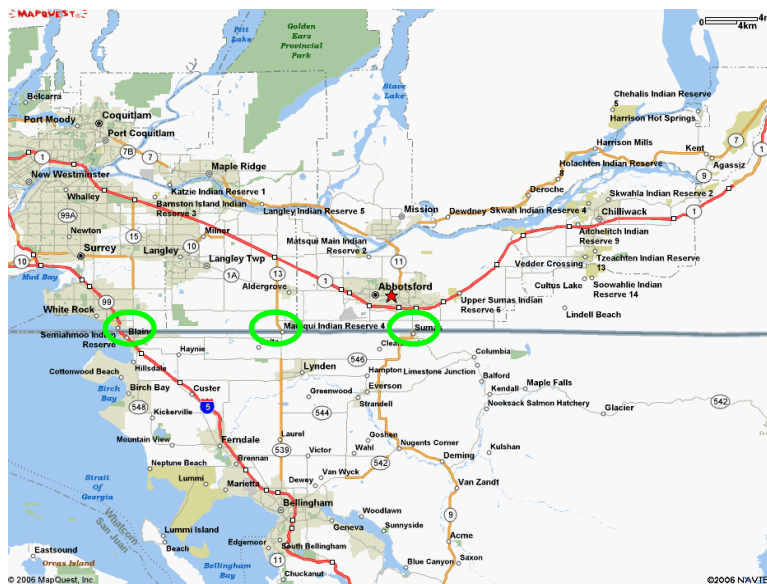 MAPQUEST
4m
4km
Pitt
Lake
Golden
Ears
Provincial
Park
Stave
Lake
Belcarra
Coquitlam
Port Moody
Port Coquitlam
7B
7
1
New Westminster
Maple Ridge
Whalley
Katzie Indian Reserve 1
Barnston Island Indian
Reserve 3
Langley Indian Reserve 5
Mission
Chehalis Indian Reserve
5
Harrison Hot Springs
Harrison Mills
Holachten Indian Reserve
8
Deroche
Dewdney
Skwah Indian Reserve 4
Kent
Agassiz
7
9
1
Skwahla Indian Reserve 2
Chilliwack
1
Aitchelitch Indian
Reserve 9
99A
Newton
15
Milner
10
Surrey
Langley
Langley Twp
Matsqui Main Indian
Reserve 2
11
Vedder Crossing
Tzeachten Indian Reserve
13
Cultus Lake
Soowahlie Indian
Reserve 14
10
Mud Bay
1A
13
Aldergrove
1
Abbotsford
Upper Sumas Indian
Reserve 6
Lindell Beach
99
White Rock
Semiahmoo Indian
Reserve
Blaine
Matsqui Indian Reserve 4
Sumas
Haynie
546
Columbia
Hillsdale
Cottonwood Beach
Lynden
Hampton
Limestone Junction
Balford
Birch
Bay
Birch Bay
Custer
Greenwood
Everson
Kendall
Maple Falls
548
Kickerville
5
544
Strandell
Nooksack Salmon Hatchery
Glacier
542
Mountain View
Ferndale
Laurel
Goshen
539
Victor
Wahl
Nugents Corner
Kulshan
Neptune Beach
Brennan
542
Deming
Strait
Of
Georgia
Lummi
Marietta
Dewey
Van Wyck
Van Zandt
Bellingham
Woodlawn
9
Whatcom
San Juan
Lummi Island
Geneva
Sunnyside
Beach
Edgemoor
South Bellingham
Acme
Eastsound
Orcas Island
Bellingham
Bay
11
Chuckanut
Blue Canyon
Saxon
© 2006 MapQuest, Inc.
©2006 NAVTE